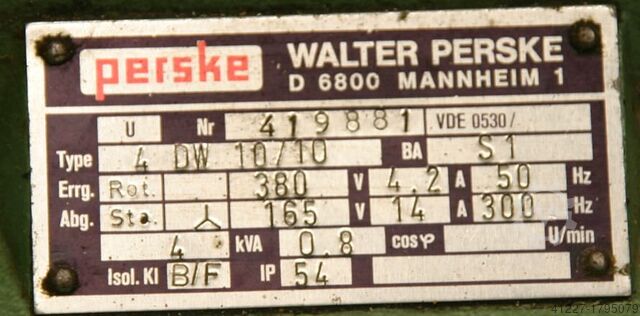 perske WALTER PERSKE
D 6800 MANNHEIM 1
U Nr 419881 VDE 0530/
Type 4 DW 10/10 BA S1
Errg. Rot. 380 V 4.2 A 50 Hz
Abg. Sta. 165 V 14 A 300 Hz
4 kVA 0.8 cosφ U/min
Isol. Kl B/F IP 54
41227-1795079